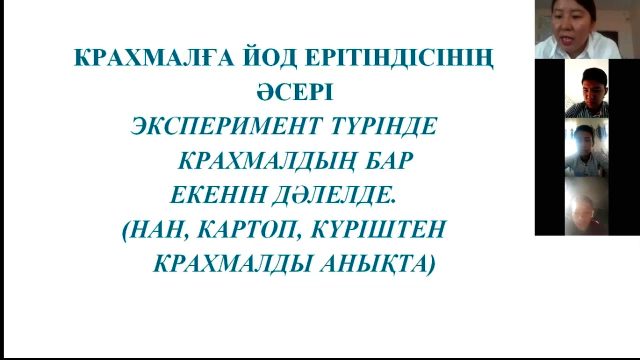 КРАХМАЛҒА ЙОД ЕРІТІНДІСІНІҢ
ӘСЕРІ
ЭКСПЕРИМЕНТ ТҮРІНДЕ
КРАХМАЛДЫҢ БАР
ЕКЕНІН ДӘЛЕЛДЕ.
(НАН, КАРТОП, КҮРІШТЕН
КРАХМАЛДЫ АНЫҚТА)